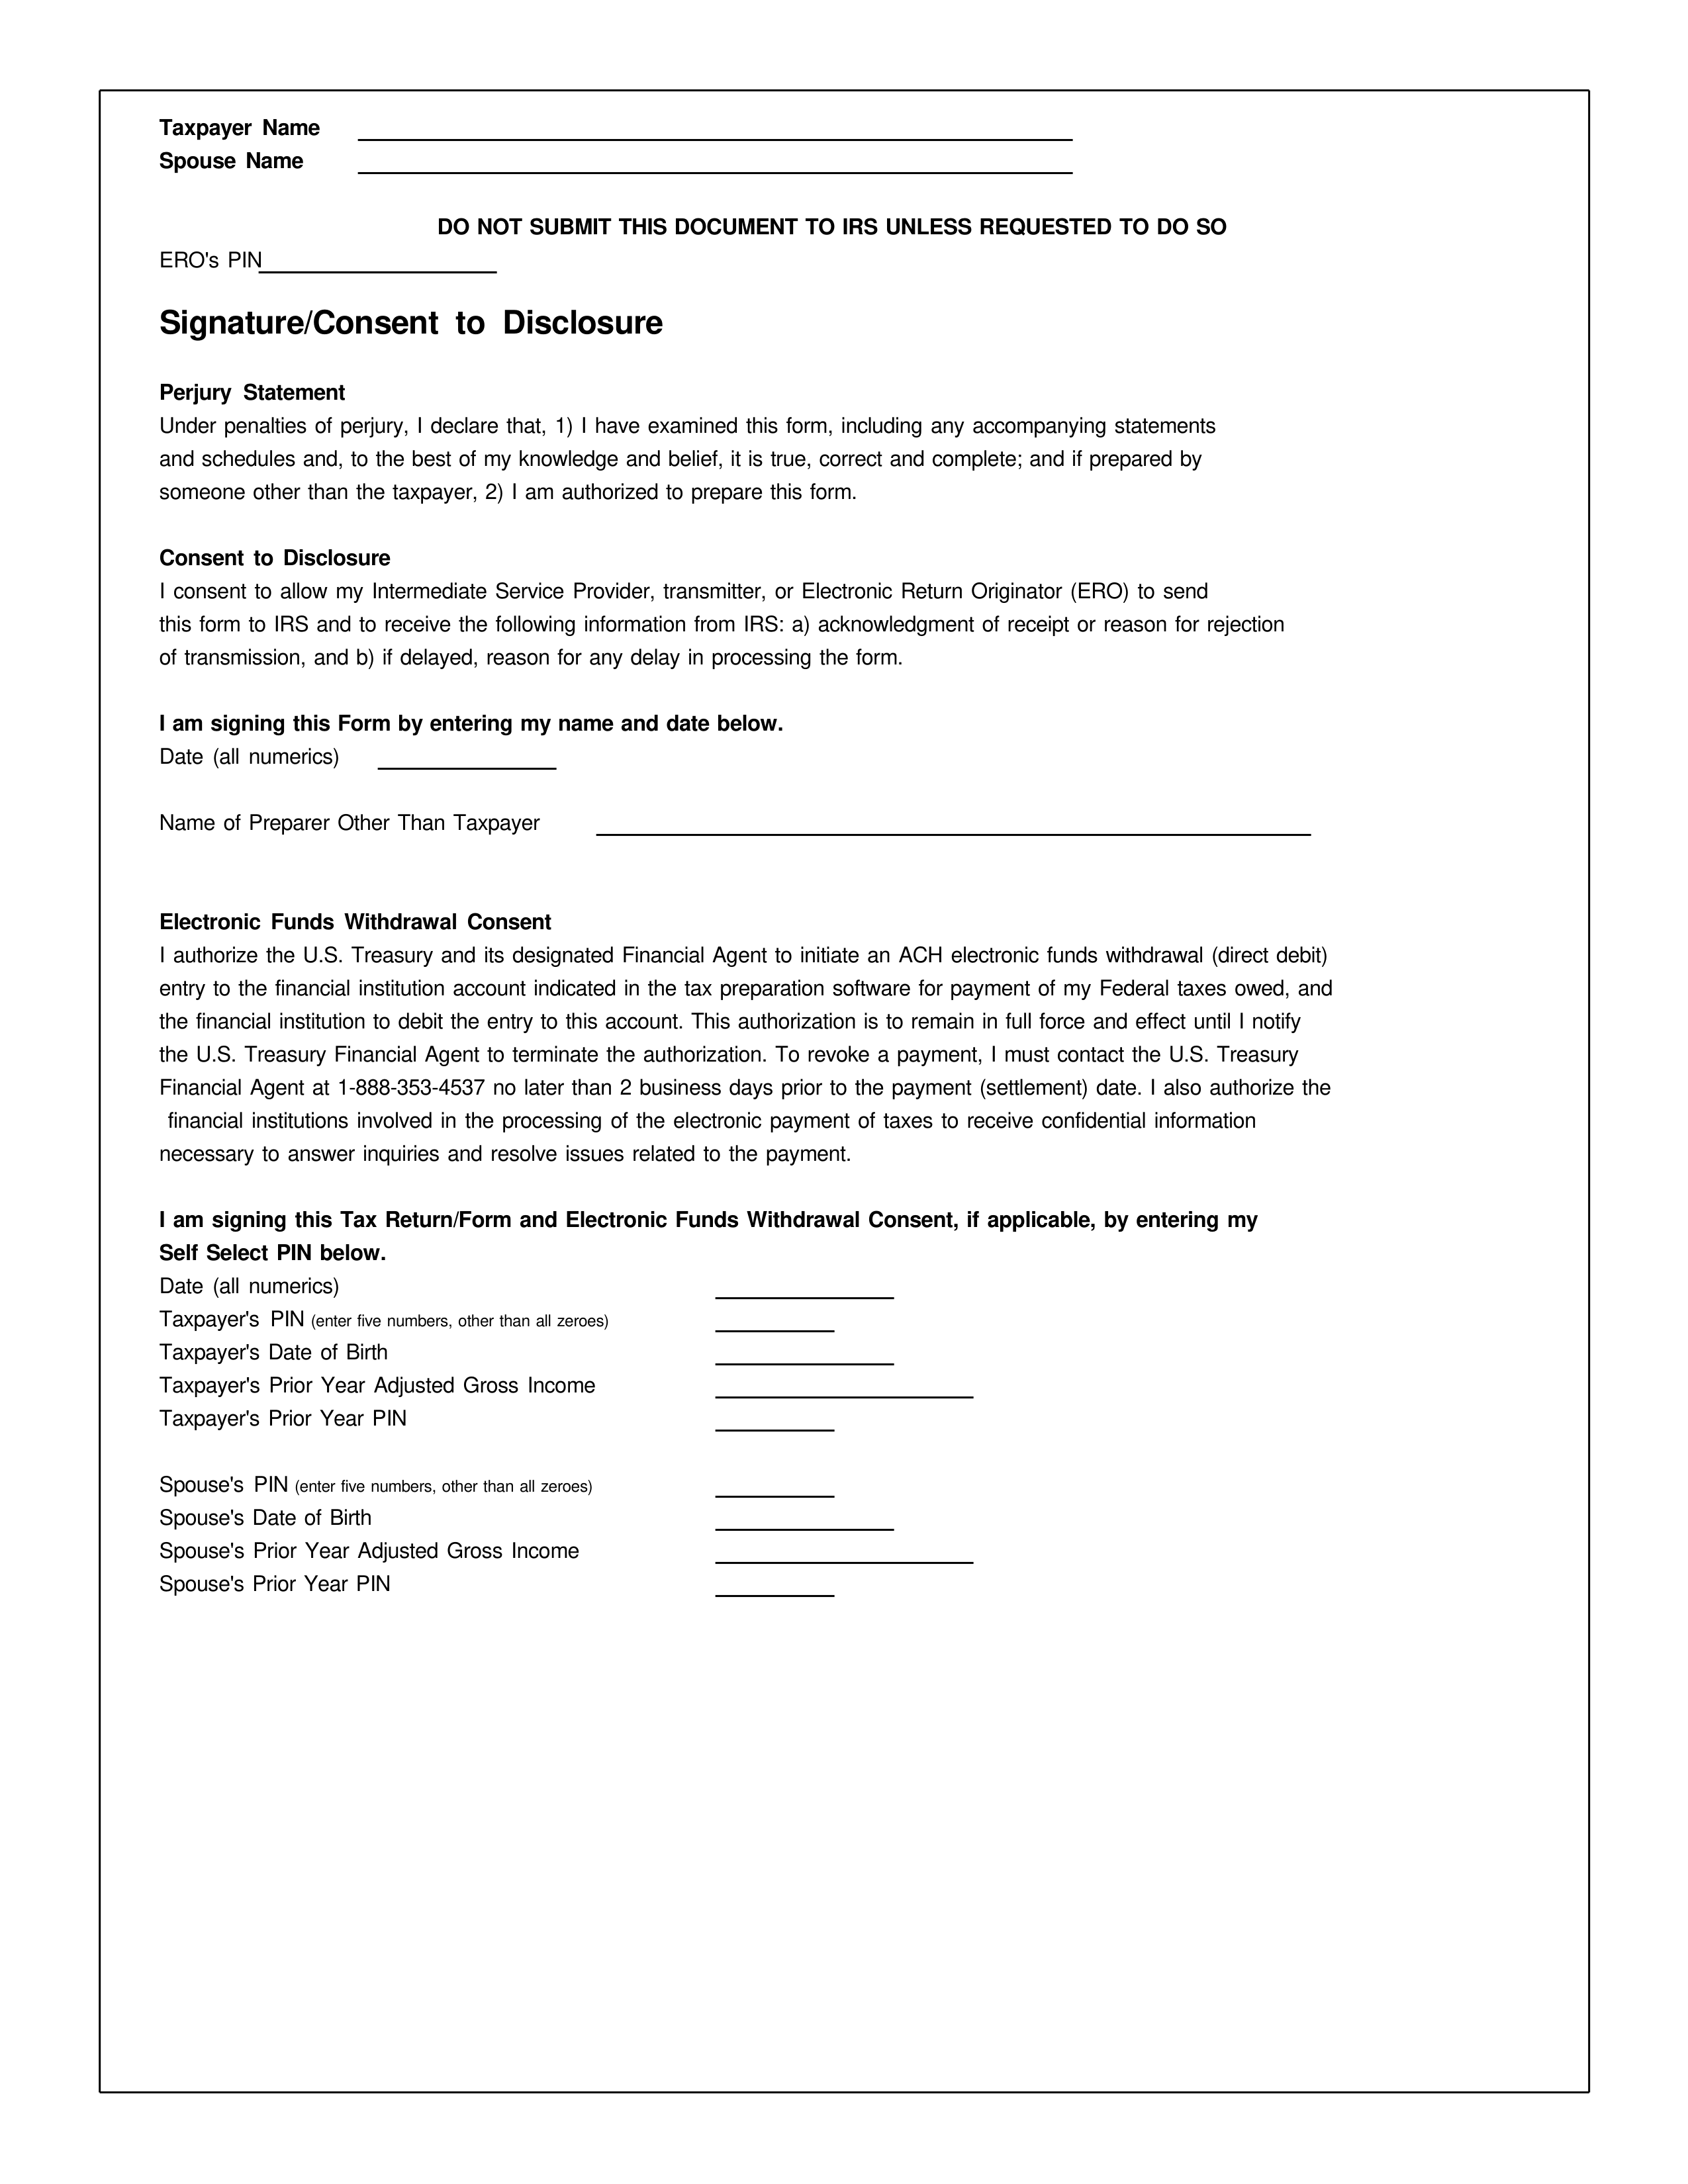 Taxpayer Name
Spouse Name
DO NOT SUBMIT THIS DOCUMENT TO IRS UNLESS REQUESTED TO DO SO
ERO's PIN
Signature/Consent to Disclosure
Perjury Statement
Under penalties of perjury, I declare that, 1) I have examined this form, including any accompanying statements
and schedules and, to the best of my knowledge and belief, it is true, correct and complete; and if prepared by
someone other than the taxpayer, 2) I am authorized to prepare this form.
Consent to Disclosure
I consent to allow my Intermediate Service Provider, transmitter, or Electronic Return Originator (ERO) to send
this form to IRS and to receive the following information from IRS: a) acknowledgment of receipt or reason for rejection
of transmission, and b) if delayed, reason for any delay in processing the form.
I am signing this Form by entering my name and date below.
Date (all numerics)
Name of Preparer Other Than Taxpayer
Electronic Funds Withdrawal Consent
I authorize the U.S. Treasury and its designated Financial Agent to initiate an ACH electronic funds withdrawal (direct debit)
entry to the financial institution account indicated in the tax preparation software for payment of my Federal taxes owed, and
the financial institution to debit the entry to this account. This authorization is to remain in full force and effect until I notify
the U.S. Treasury Financial Agent to terminate the authorization. To revoke a payment, I must contact the U.S. Treasury
Financial Agent at 1-888-353-4537 no later than 2 business days prior to the payment (settlement) date. I also authorize the
financial institutions involved in the processing of the electronic payment of taxes to receive confidential information
necessary to answer inquiries and resolve issues related to the payment.
I am signing this Tax Return/Form and Electronic Funds Withdrawal Consent, if applicable, by entering my
Self Select PIN below.
Date (all numerics)
Taxpayer's PIN (enter five numbers, other than all zeroes)
Taxpayer's Date of Birth
Taxpayer's Prior Year Adjusted Gross Income
Taxpayer's Prior Year PIN
Spouse's PIN (enter five numbers, other than all zeroes)
Spouse's Date of Birth
Spouse's Prior Year Adjusted Gross Income
Spouse's Prior Year PIN